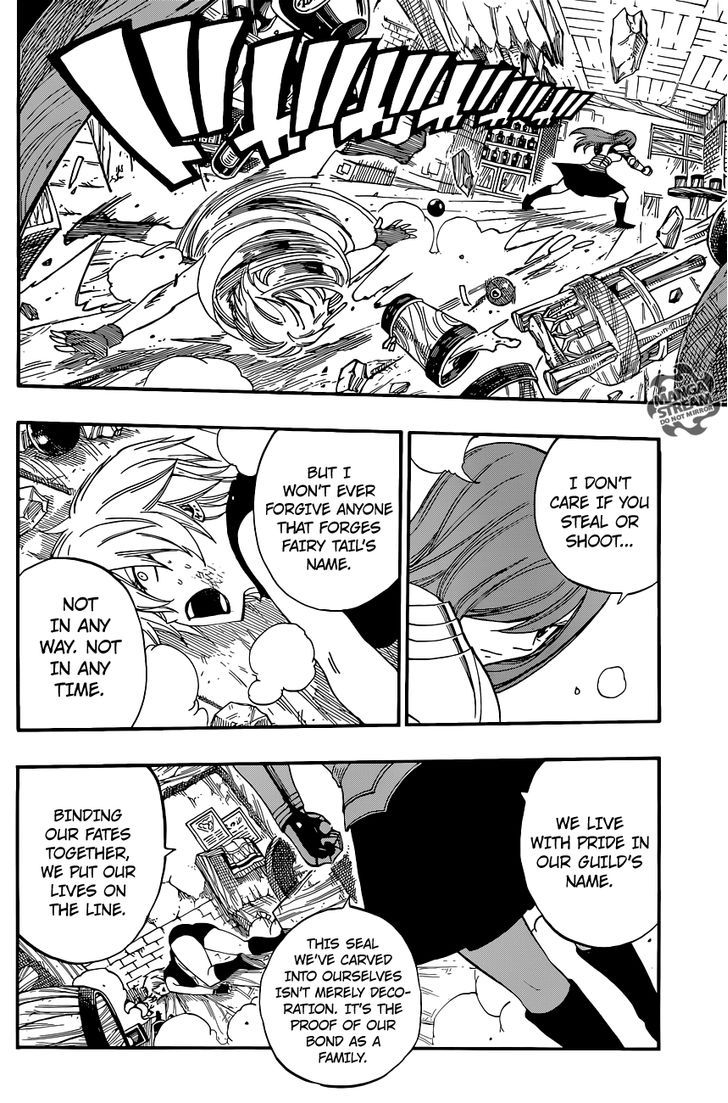 MANGA
STREAM
DO NOT MIRROR
I DON'T
CARE IF YOU
STEAL OR
SHOOT...
BUT I
WON'T EVER
FORGIVE ANYONE
THAT FORGES
FAIRY TAIL'S
NAME.
NOT
IN ANY
WAY. NOT
IN ANY
TIME.
WE LIVE
WITH PRIDE IN
OUR GUILD'S
NAME.
THIS SEAL
WE'VE CARVED
INTO OURSELVES
ISN'T MERELY DECO-
RATION. IT'S THE
PROOF OF OUR
BOND AS A
FAMILY.
BINDING
OUR FATES
TOGETHER,
WE PUT OUR
LIVES ON
THE LINE.